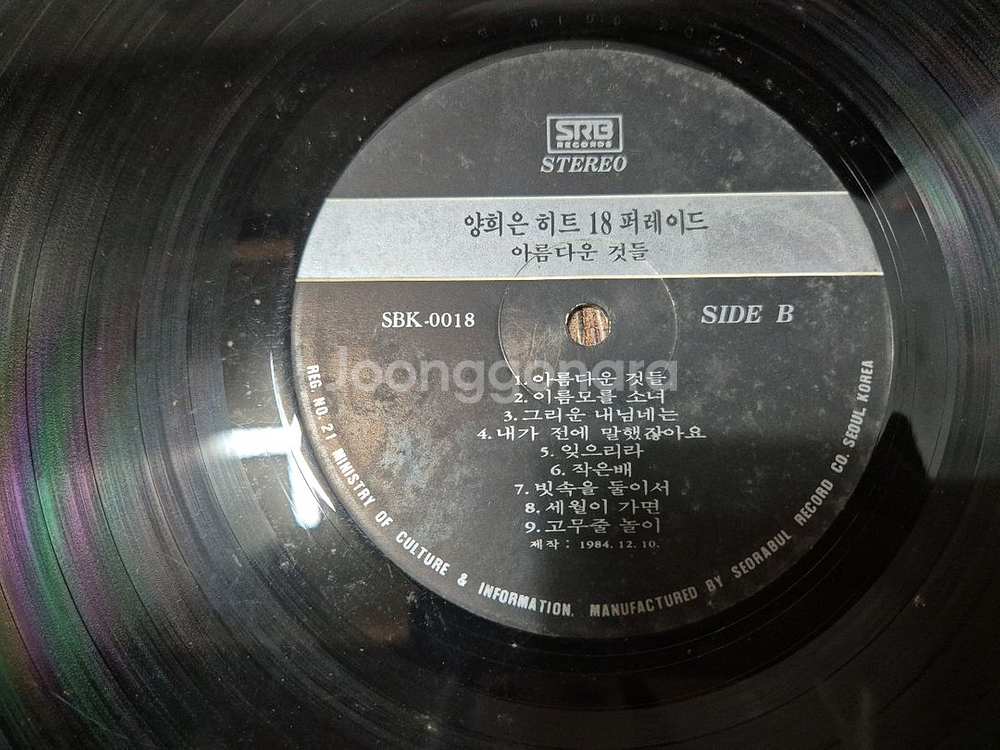 SRB
RECORDS
STEREO
양희은 히트 18 퍼레이드
아름다운 것들
SBK-0018
SIDE B
Joonggonara
1. 아름다운 것들
2. 이름모를 소녀
3. 그리운 내님네는
4. 내가 전에 말했잖아요
5. 잊으리라
6. 작은배
7. 빗속을 둘이서
8. 세월이 가면
9. 고무줄 놀이
제작 : 1984. 12. 10.
REG. NO. 21 MINISTRY OF CULTURE & INFORMATION. MANUFACTURED BY SEORABUL RECORD CO. SEOUL KOREA